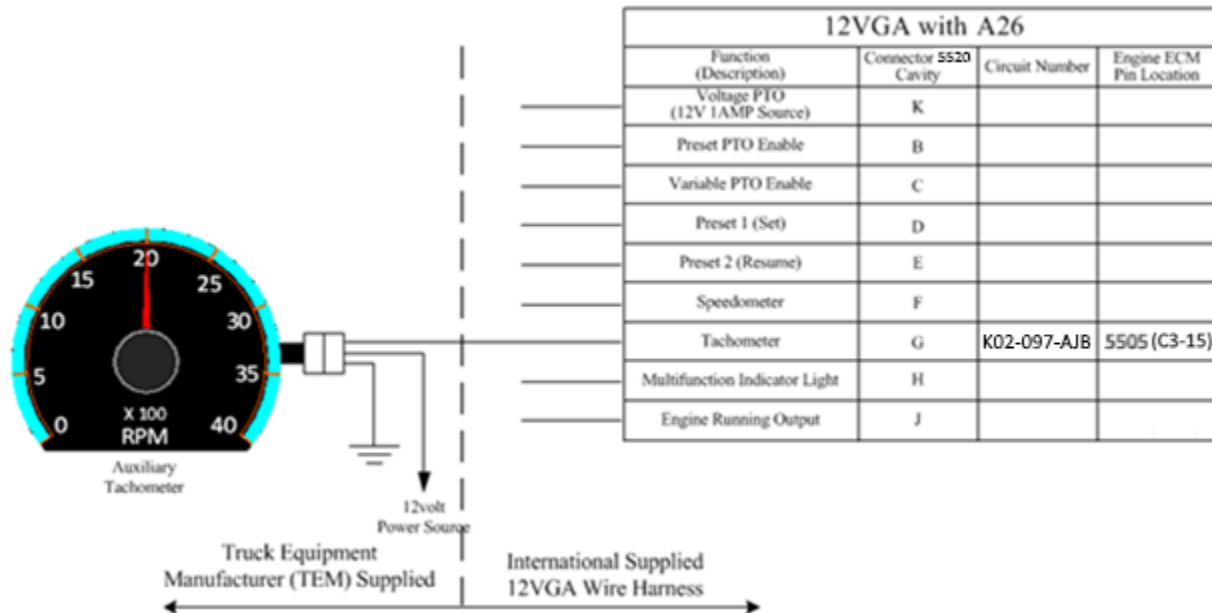 12VGA with A26
Function
(Description)
Connector 5520
Cavity
Circuit Number
Engine ECM
Pin Location
Voltage PTO
(12V 1AMP Source)
K
Preset PTO Enable
B
Variable PTO Enable
C
Preset 1 (Set)
D
Preset 2 (Resume)
E
Speedometer
F
Tachometer
G
K02-097-AJB
5505 (C3-15)
Multifunction Indicator Light
H
Engine Running Output
J
0
5
10
15
20
25
30
35
40
X 100
RPM
Auxiliary
Tachometer
12volt
Power Source
Truck Equipment
Manufacturer (TEM) Supplied
International Supplied
12VGA Wire Harness